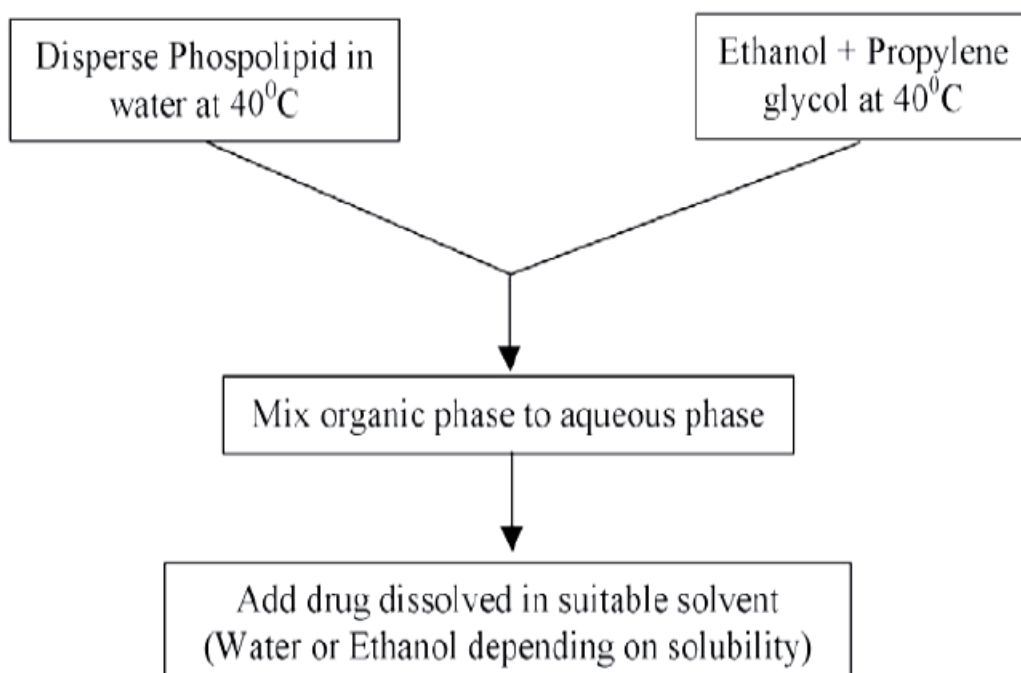 Disperse Phospolipid in
water at 40⁰C
Ethanol + Propylene
glycol at 40⁰C
Mix organic phase to aqueous phase
Add drug dissolved in suitable solvent
(Water or Ethanol depending on solubility)